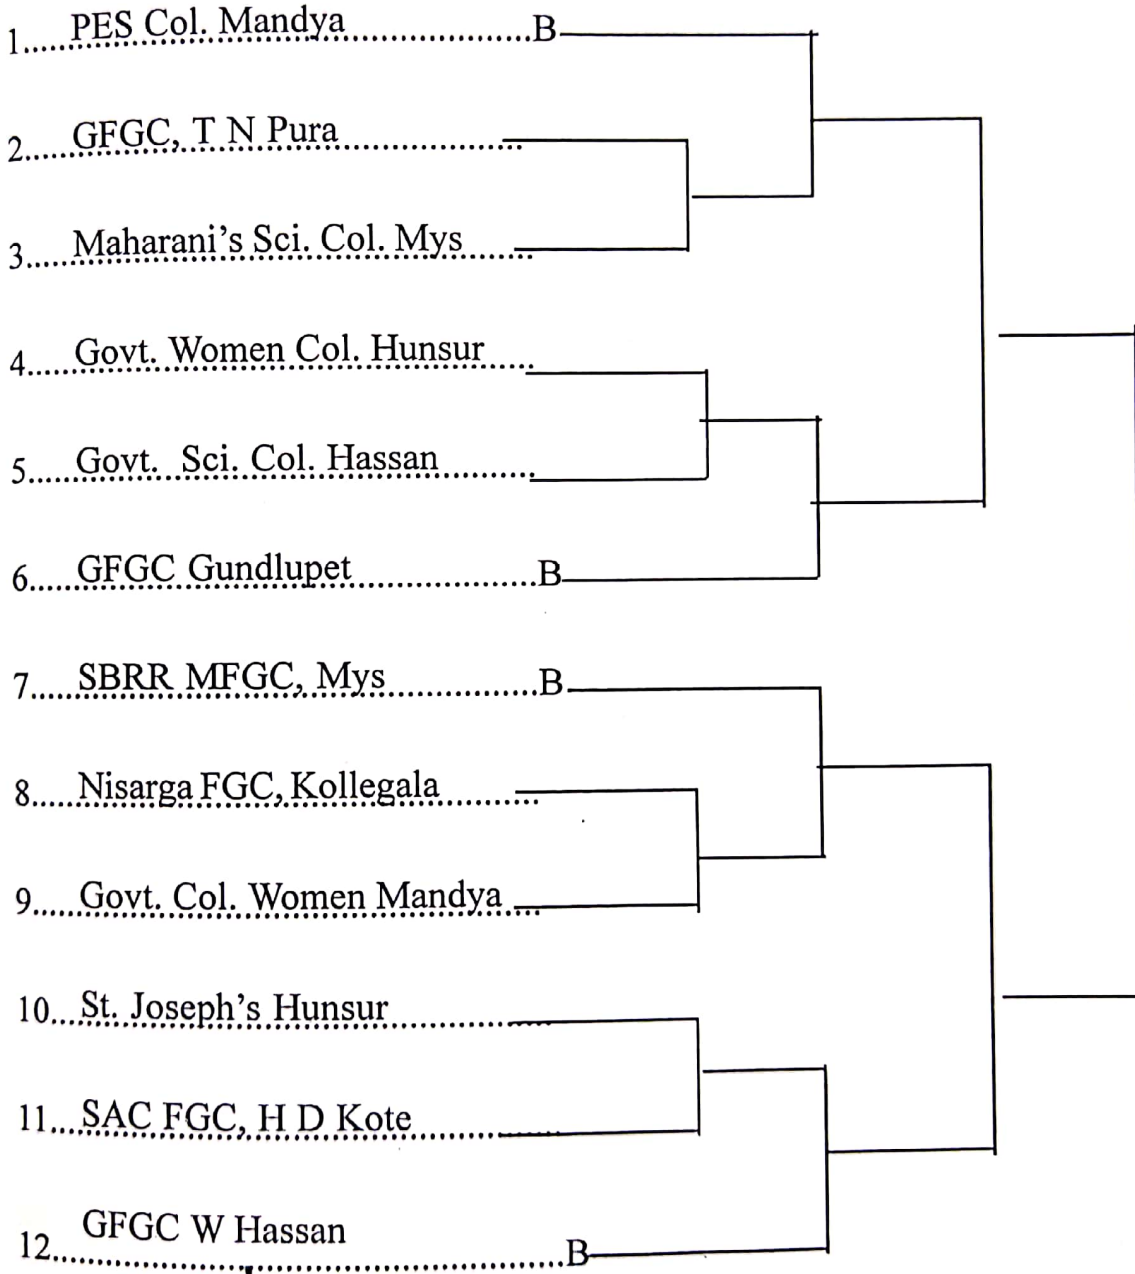 1.....PES Col. Mandya....................B
2.....GFGC, T N Pura....................
3.....Maharani's Sci. Col. Mys.........
4.....Govt. Women Col. Hunsur......
5.....Govt. Sci. Col. Hassan..........
6.....GFGC Gundlupet....................B
7.....SBRR MFGC, Mys.................B
8.....Nisarga FGC, Kollegala...........
9.....Govt. Col. Women Mandya....
10...St. Joseph's Hunsur................
11...SAC FGC, H D Kote................
12...GFGC W Hassan....................B